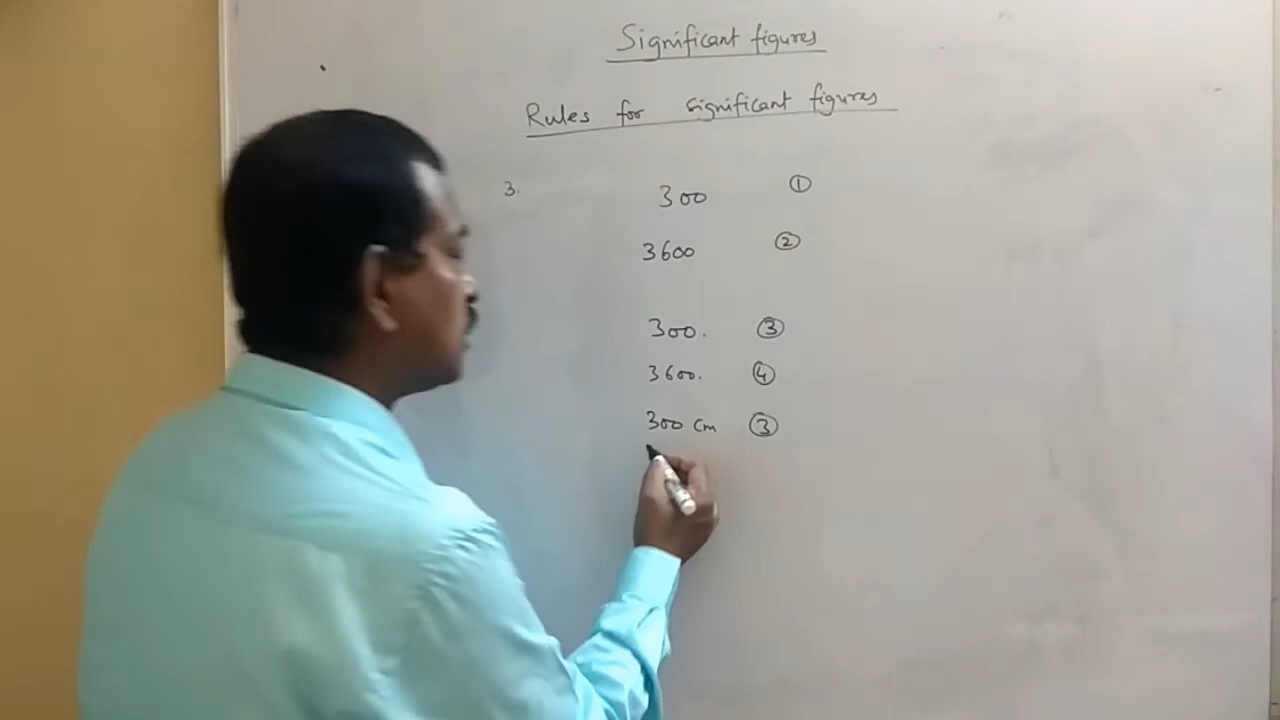 Significant figures
Rules for significant figures
3. 300 ①
3600 ②
300. ③
3600. ④
300 cm ③